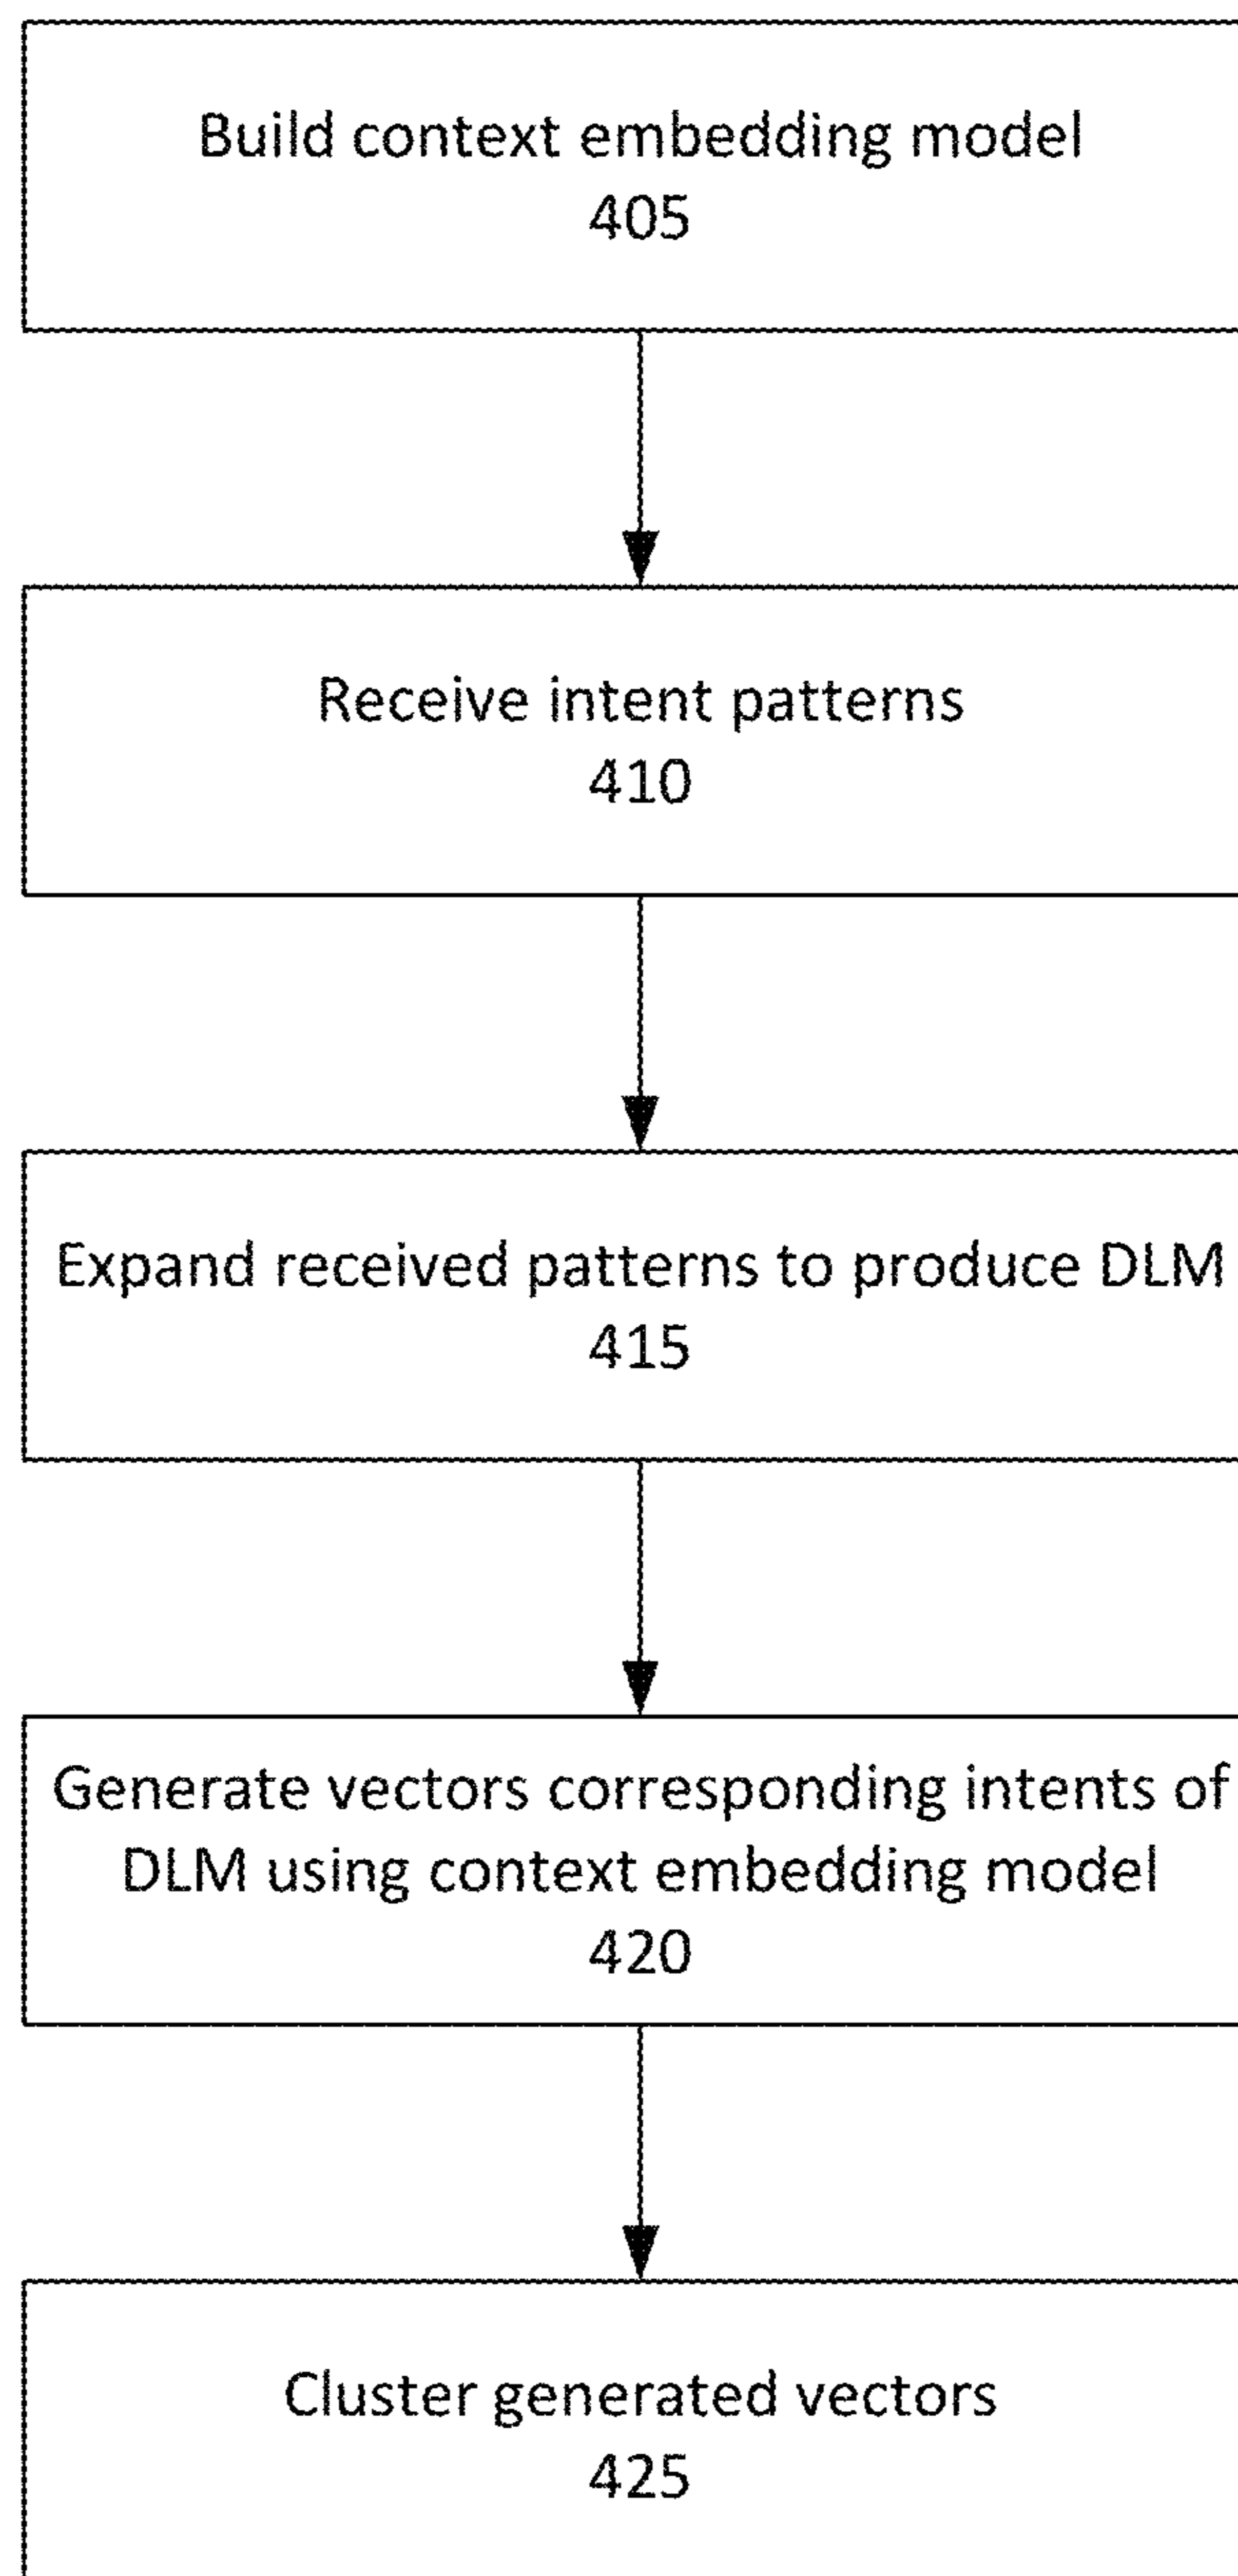 Build context embedding model
405
Receive intent patterns
410
Expand received patterns to produce DLM
415
Generate vectors corresponding intents of
DLM using context embedding model
420
Cluster generated vectors
425